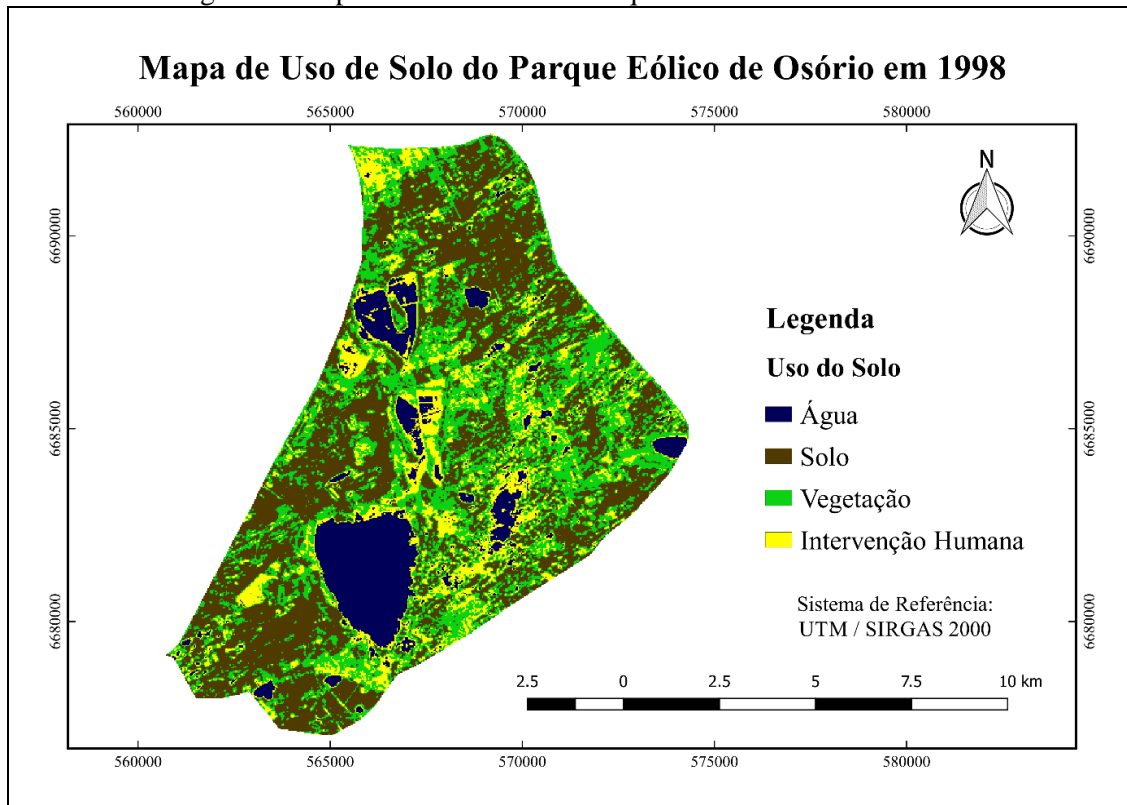 Mapa de Uso de Solo do Parque Eólico de Osório em 1998
560000 565000 570000 575000 580000
N
6690000 6690000
Legenda
Uso do Solo
6685000 6685000
Água
Solo
Vegetação
Intervenção Humana
Sistema de Referência:
6680000 UTM / SIRGAS 2000 6680000
2.5 0 2.5 5 7.5 10 km
560000 565000 570000 575000 580000